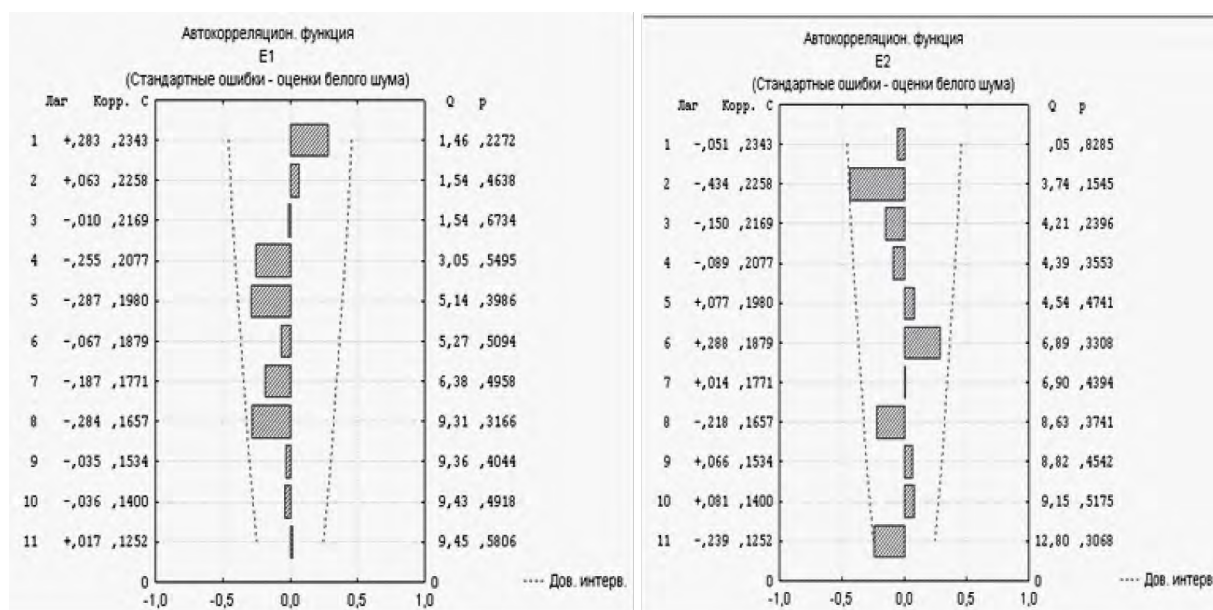 Автокорреляцион. функция
E1
(Стандартные ошибки - оценки белого шума)
Лаг Корр. С Q p
1 +,283 ,2343 1,46 ,2272
2 +,063 ,2258 1,54 ,4638
3 -,010 ,2169 1,54 ,6734
4 -,255 ,2077 3,05 ,5495
5 -,287 ,1980 5,14 ,3986
6 -,067 ,1879 5,27 ,5094
7 -,187 ,1771 6,38 ,4958
8 -,284 ,1657 9,31 ,3166
9 -,035 ,1534 9,36 ,4044
10 -,036 ,1400 9,43 ,4918
11 +,017 ,1252 9,45 ,5806
0 0
-1,0 -0,5 0,0 0,5 1,0
Дов. интерв.
Автокорреляцион. функция
E2
(Стандартные ошибки - оценки белого шума)
Лаг Корр. С Q p
1 -,051 ,2343 ,05 ,8285
2 -,434 ,2258 3,74 ,1545
3 -,150 ,2169 4,21 ,2396
4 -,089 ,2077 4,39 ,3553
5 +,077 ,1980 4,54 ,4741
6 +,288 ,1879 6,89 ,3308
7 +,014 ,1771 6,90 ,4394
8 -,218 ,1657 8,63 ,3741
9 +,066 ,1534 8,82 ,4542
10 +,081 ,1400 9,15 ,5175
11 -,239 ,1252 12,80 ,3068
0 0
-1,0 -0,5 0,0 0,5 1,0
Дов. интерв.